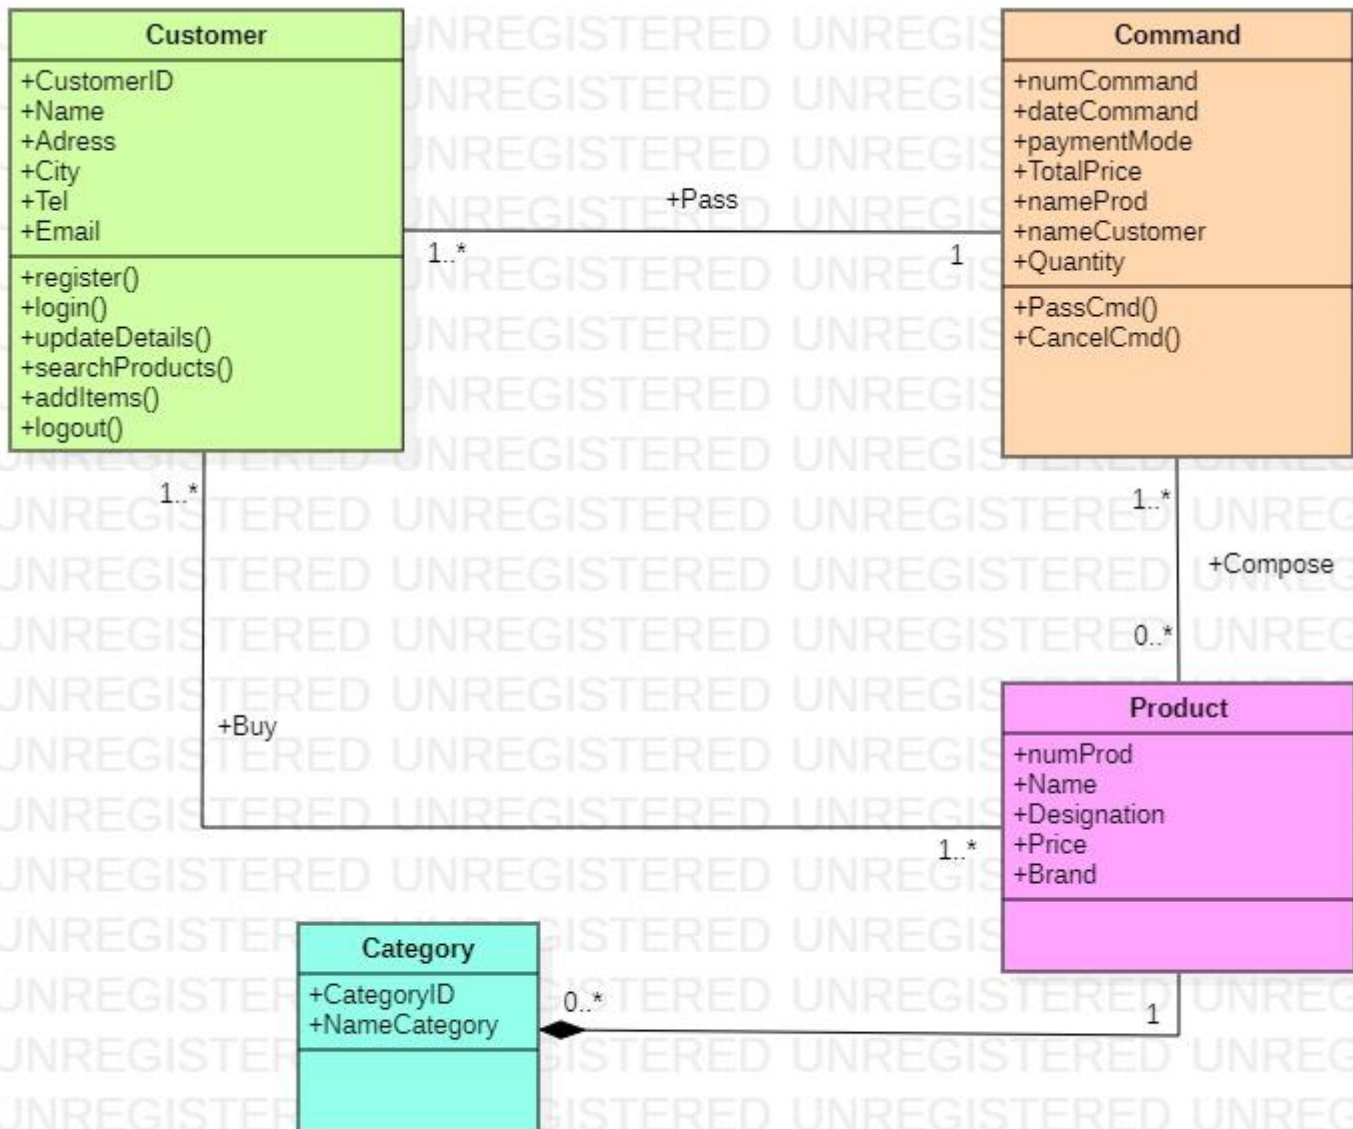 Customer
+CustomerID
+Name
+Adress
+City
+Tel
+Email
+register()
+login()
+updateDetails()
+searchProducts()
+addItems()
+logout()
+Pass
1..*
1
Command
+numCommand
+dateCommand
+paymentMode
+TotalPrice
+nameProd
+nameCustomer
+Quantity
+PassCmd()
+CancelCmd()
1..*
+Buy
1..*
1..*
+Compose
0..*
Product
+numProd
+Name
+Designation
+Price
+Brand
Category
+CategoryID
+NameCategory
0..*
1
UNREGISTERED UNREGISTERED